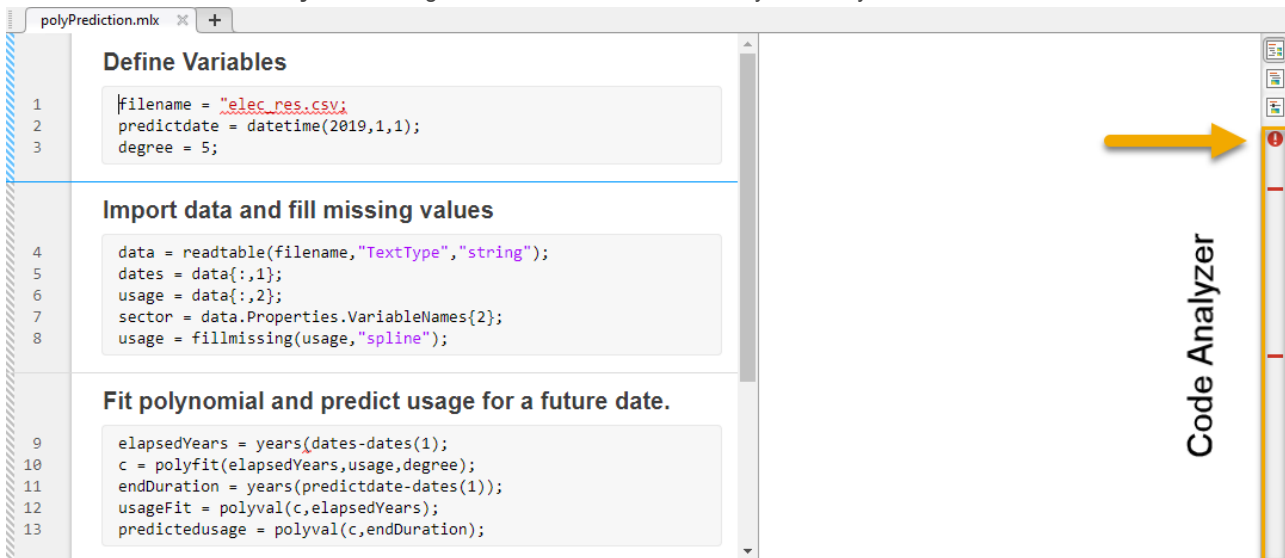 polyPrediction.mlx
Define Variables
1 filename = "elec_res.csv;
2 predictdate = datetime(2019,1,1);
3 degree = 5;
Import data and fill missing values
4 data = readtable(filename,"TextType","string");
5 dates = data{:,1};
6 usage = data{:,2};
7 sector = data.Properties.VariableNames{2};
8 usage = fillmissing(usage,"spline");
Fit polynomial and predict usage for a future date.
9 elapsedYears = years(dates-dates(1);
10 c = polyfit(elapsedYears,usage,degree);
11 endDuration = years(predictdate-dates(1));
12 usageFit = polyval(c,elapsedYears);
13 predictedusage = polyval(c,endDuration);
Code Analyzer